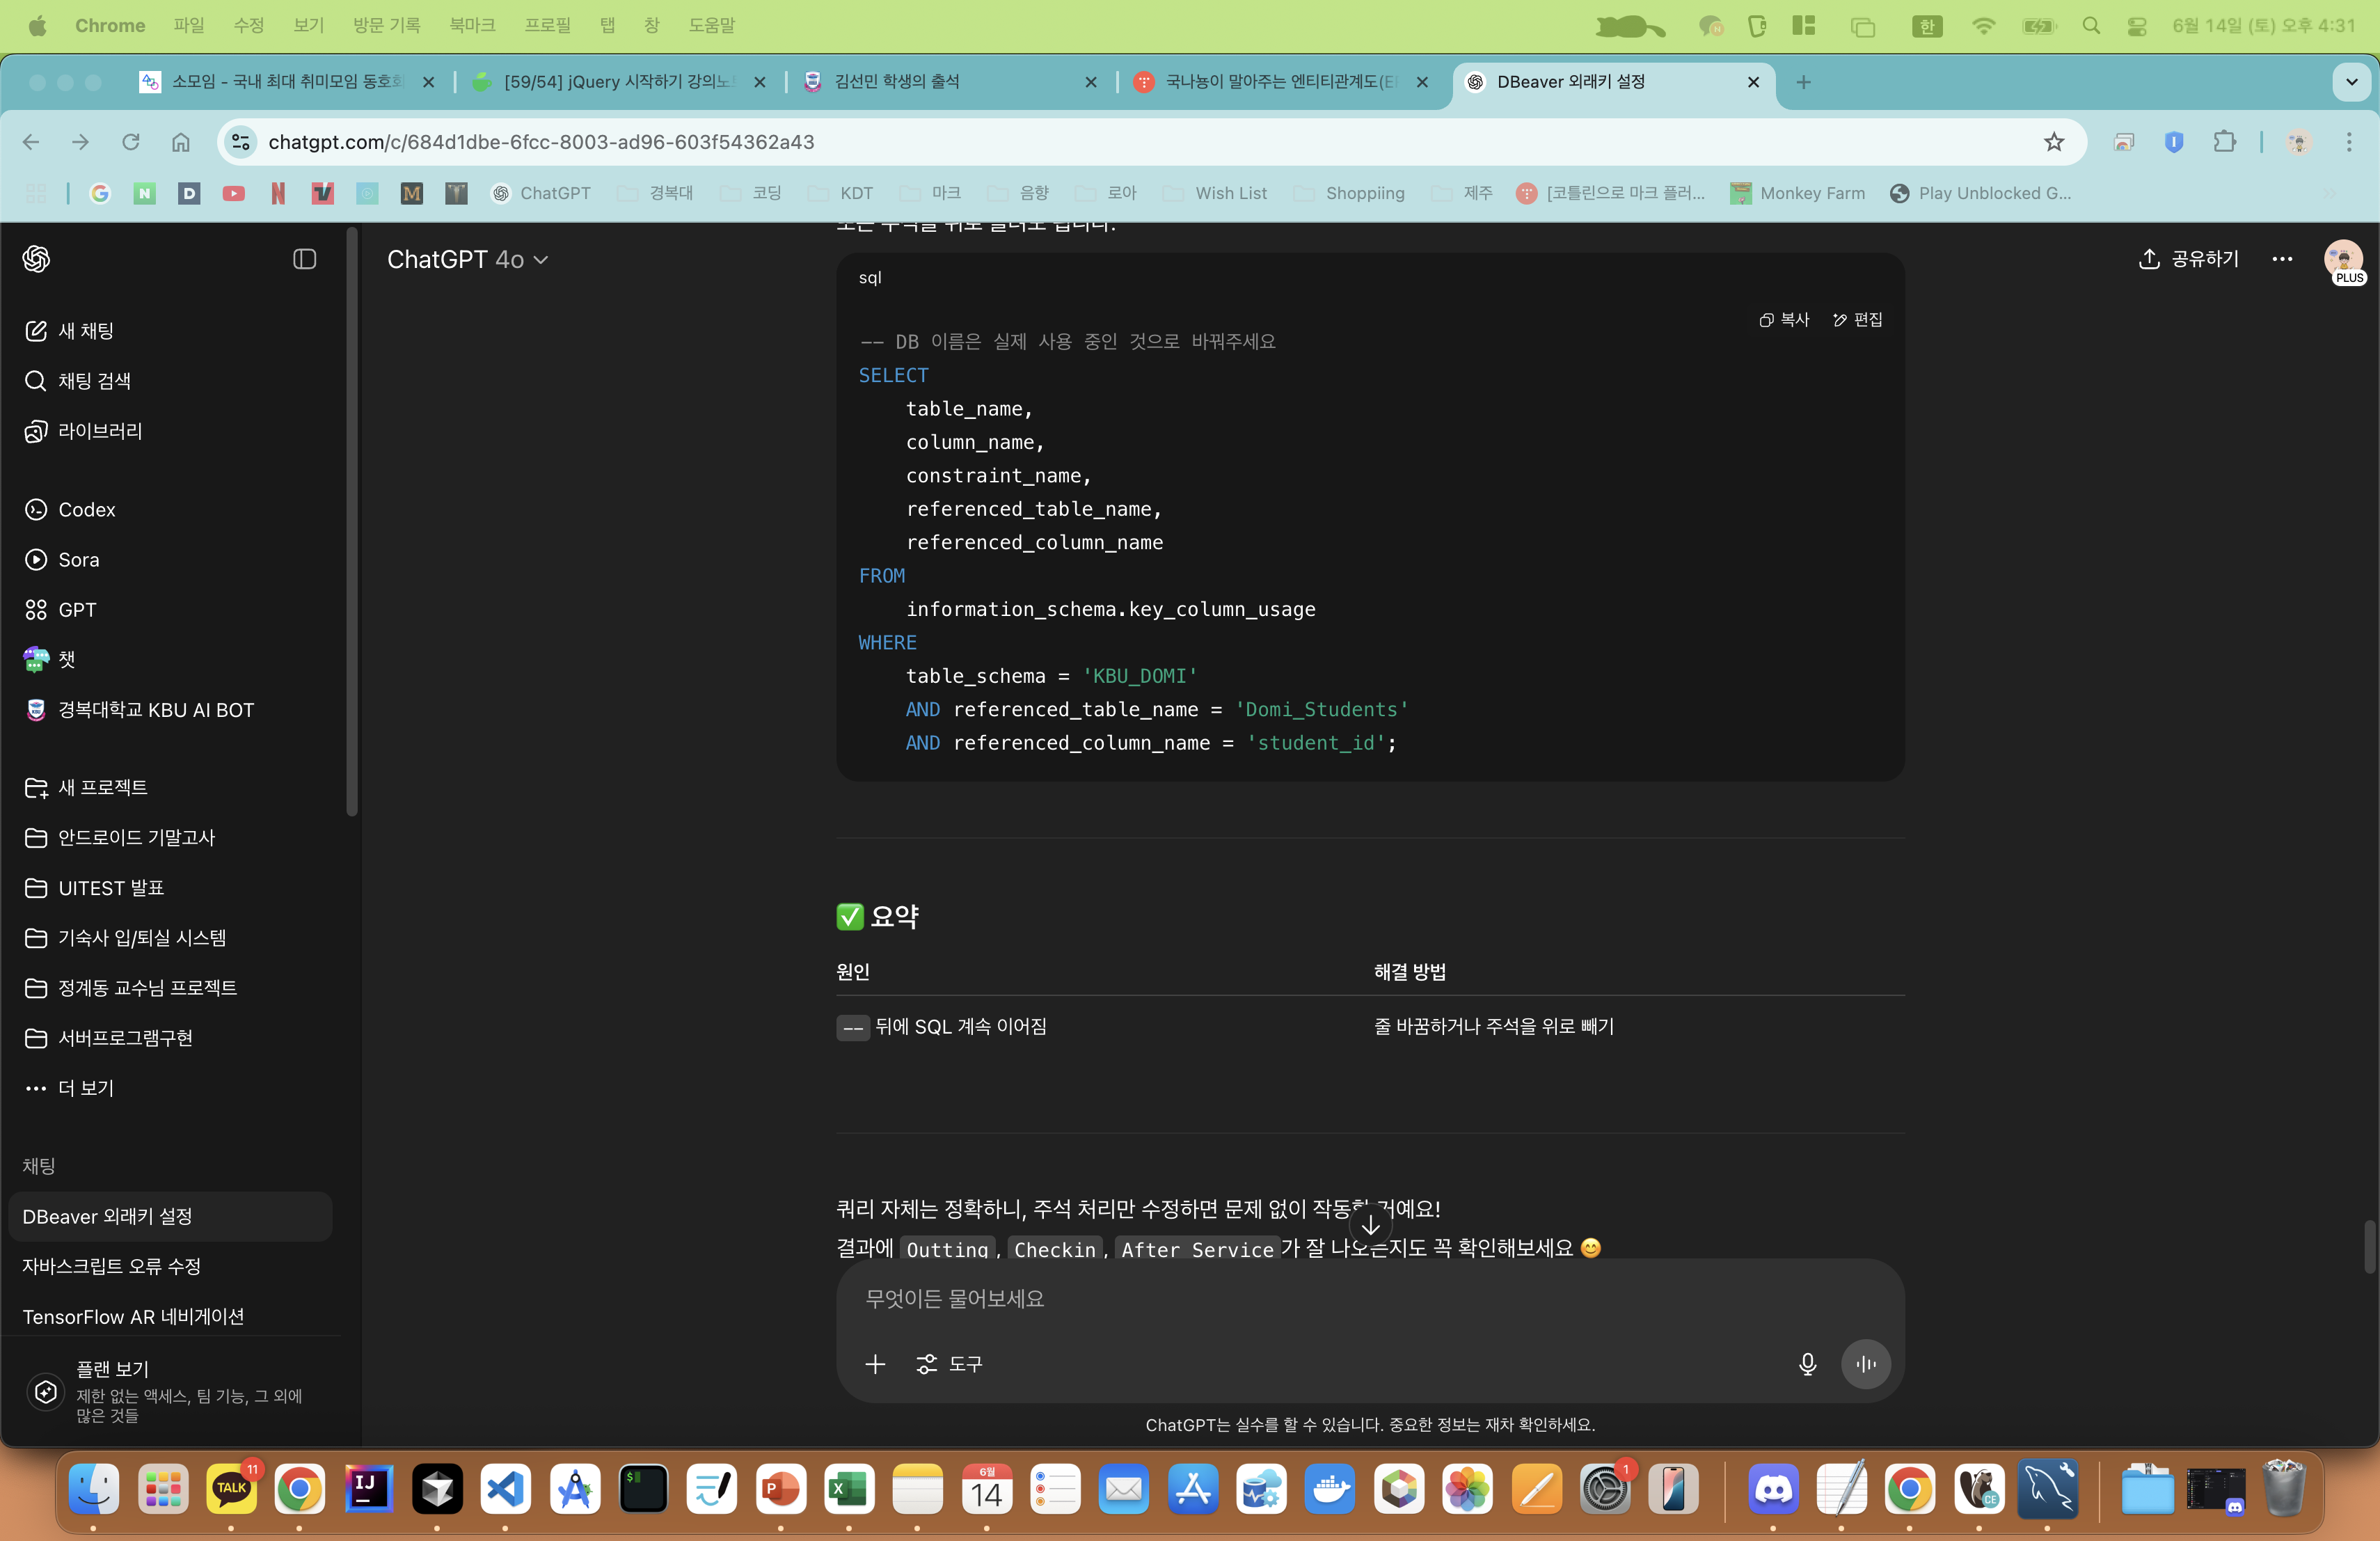 Chrome 파일 수정 보기 방문 기록 북마크 프로필 탭 창 도움말 한 6월 14일 (토) 오후 4:31
소모임 - 국내 최대 취미모임 동호회 [59/54] jQuery 시작하기 강의노트 김선민 학생의 출석 국나뇽이 말아주는 엔티티관계도(E DBeaver 외래키 설정
chatgpt.com/c/684d1dbe-6fcc-8003-ad96-603f54362a43
ChatGPT 경복대 코딩 KDT 마크 음향 로아 Wish List Shoppiing 제주 [코틀린으로 마크 플러... Monkey Farm Play Unblocked G...
ChatGPT 4o
공유하기
PLUS
새 채팅
채팅 검색
라이브러리
Codex
Sora
GPT
챗
경복대학교 KBU AI BOT
새 프로젝트
안드로이드 기말고사
UITEST 발표
기숙사 입/퇴실 시스템
정계동 교수님 프로젝트
서버프로그램구현
더 보기
채팅
DBeaver 외래키 설정
자바스크립트 오류 수정
TensorFlow AR 네비게이션
플랜 보기
제한 없는 액세스, 팀 기능, 그 외에
많은 것들
sql
복사 편집
-- DB 이름은 실제 사용 중인 것으로 바꿔주세요
SELECT
table_name,
column_name,
constraint_name,
referenced_table_name,
referenced_column_name
FROM
information_schema.key_column_usage
WHERE
table_schema = 'KBU_DOMI'
AND referenced_table_name = 'Domi_Students'
AND referenced_column_name = 'student_id';
✅ 요약
원인 해결 방법
-- 뒤에 SQL 계속 이어짐 줄 바꿈하거나 주석을 위로 빼기
쿼리 자체는 정확하니, 주석 처리만 수정하면 문제 없이 작동할 거예요!
결과에 Outting, Checkin, After Service가 잘 나오는지도 꼭 확인해보세요 😊
무엇이든 물어보세요
도구
ChatGPT는 실수를 할 수 있습니다. 중요한 정보는 재차 확인하세요.
11 TALK IJ 6월 14 1 CE